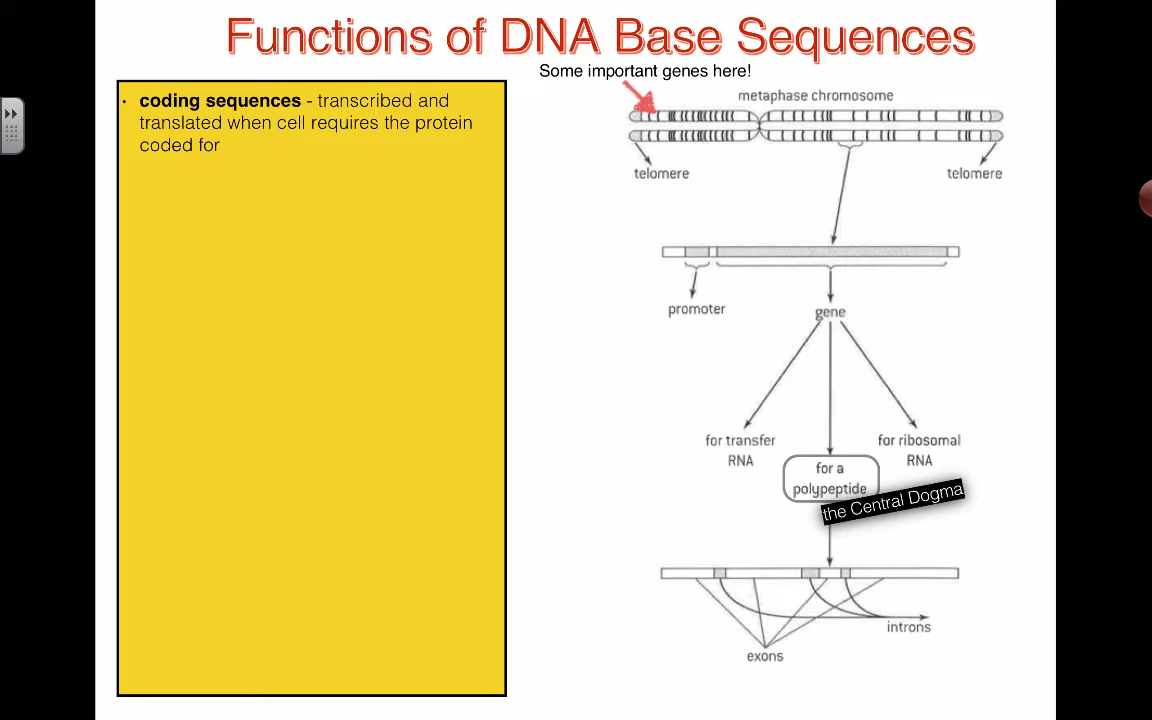 Functions of DNA Base Sequences
Some important genes here!
• coding sequences - transcribed and
translated when cell requires the protein
coded for
metaphase chromosome
telomere
telomere
promoter
gene
for transfer
RNA
for a
polypeptide
for ribosomal
RNA
the Central Dogma
introns
exons